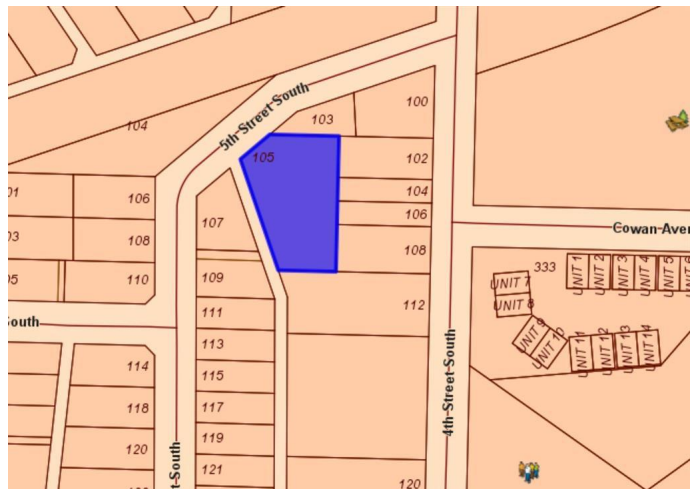 100
103
104
5th Street South
105
102
01
106
104
107
106
03
108
Cowan Aven
108
333
UNIT 1
UNIT 2
UNIT 3
UNIT 4
UNIT 5
05
110
109
UNIT 7
UNIT 8
112
111
South
UNIT 9
UNIT 10
113
UNIT 11
UNIT 12
UNIT 13
UNIT 14
114
115
4th Street South
118
117
119
120
t South
121
120